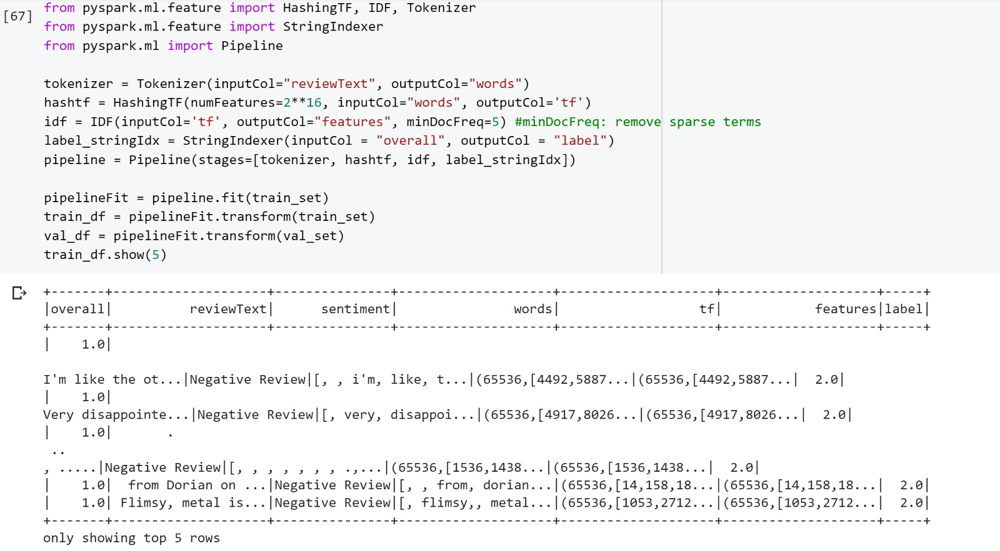 [67] from pyspark.ml.feature import HashingTF, IDF, Tokenizer
from pyspark.ml.feature import StringIndexer
from pyspark.ml import Pipeline
tokenizer = Tokenizer(inputCol="reviewText", outputCol="words")
hashtf = HashingTF(numFeatures=2**16, inputCol="words", outputCol='tf')
idf = IDF(inputCol='tf', outputCol="features", minDocFreq=5) #minDocFreq: remove sparse terms
label_stringIdx = StringIndexer(inputCol = "overall", outputCol = "label")
pipeline = Pipeline(stages=[tokenizer, hashtf, idf, label_stringIdx])
pipelineFit = pipeline.fit(train_set)
train_df = pipelineFit.transform(train_set)
val_df = pipelineFit.transform(val_set)
train_df.show(5)
+-------+--------------------+---------------+--------------------+--------------------+--------------------+-----+
|overall|          reviewText|      sentiment|               words|                  tf|            features|label|
+-------+--------------------+---------------+--------------------+--------------------+--------------------+-----+
|    1.0|
I'm like the ot...|Negative Review|[, , i'm, like, t...|(65536,[4492,5887...|(65536,[4492,5887...|  2.0|
|    1.0|
Very disappointe...|Negative Review|[, very, disappoi...|(65536,[4917,8026...|(65536,[4917,8026...|  2.0|
|    1.0|       .
 ..
, .....|Negative Review|[, , , , , , , .,...|(65536,[1536,1438...|(65536,[1536,1438...|  2.0|
|    1.0|  from Dorian on ...|Negative Review|[, , from, dorian...|(65536,[14,158,18...|(65536,[14,158,18...|  2.0|
|    1.0| Flimsy, metal is...|Negative Review|[, flimsy,, metal...|(65536,[1053,2712...|(65536,[1053,2712...|  2.0|
+-------+--------------------+---------------+--------------------+--------------------+--------------------+-----+
only showing top 5 rows